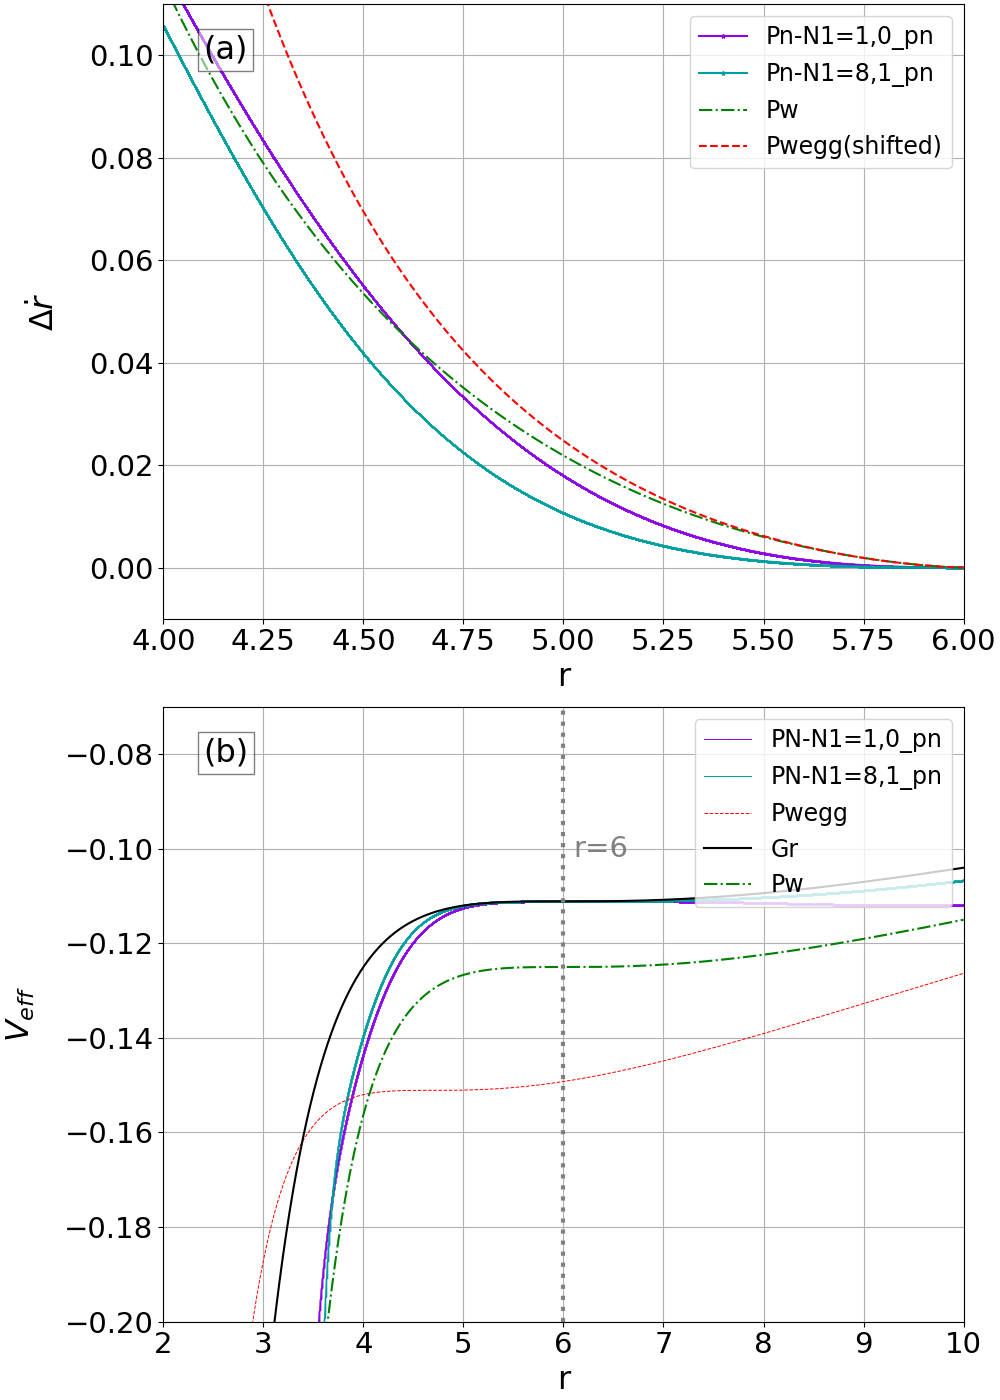 (a)
Pn-N1=1,0_pn
Pn-N1=8,1_pn
Pw
Pwegg(shifted)
0.10
0.08
0.06
0.04
0.02
0.00
Δṙ
4.00 4.25 4.50 4.75 5.00 5.25 5.50 5.75 6.00
r
(b)
PN-N1=1,0_pn
PN-N1=8,1_pn
Pwegg
Gr
Pw
r=6
−0.08
−0.10
−0.12
−0.14
−0.16
−0.18
−0.20
V_{eff}
2 3 4 5 6 7 8 9 10
r